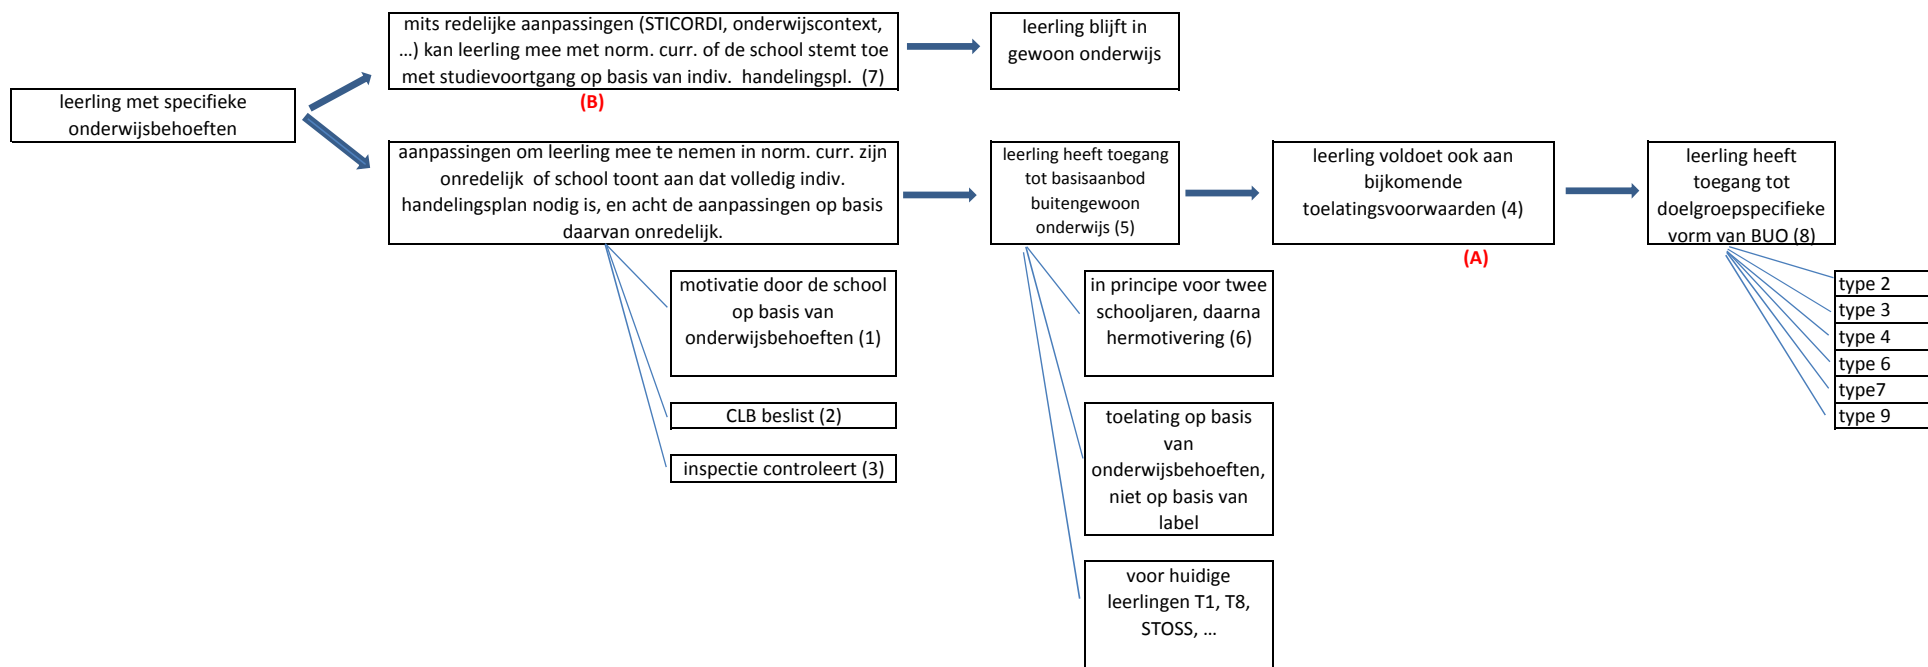 leerling met specifieke
onderwijsbehoeften
mits redelijke aanpassingen (STICORDI, onderwijscontext,
...) kan leerling mee met norm. curr. of de school stemt toe
met studievoortgang op basis van indiv. handelingspl. (7)
(B)
leerling blijft in
gewoon onderwijs
aanpassingen om leerling mee te nemen in norm. curr. zijn
onredelijk of school toont aan dat volledig indiv.
handelingsplan nodig is, en acht de aanpassingen op basis
daarvan onredelijk.
motivatie door de school
op basis van
onderwijsbehoeften (1)
CLB beslist (2)
inspectie controleert (3)
leerling heeft toegang
tot basisaanbod
buitengewoon
onderwijs (5)
in principe voor twee
schooljaren, daarna
hermotivering (6)
toelating op basis
van
onderwijsbehoeften,
niet op basis van
label
voor huidige
leerlingen T1, T8,
STOSS, ...
leerling voldoet ook aan
bijkomende
toelatingsvoorwaarden (4)
(A)
leerling heeft
toegang tot
doelgroepspecifieke
vorm van BUO (8)
type 2
type 3
type 4
type 6
type7
type 9